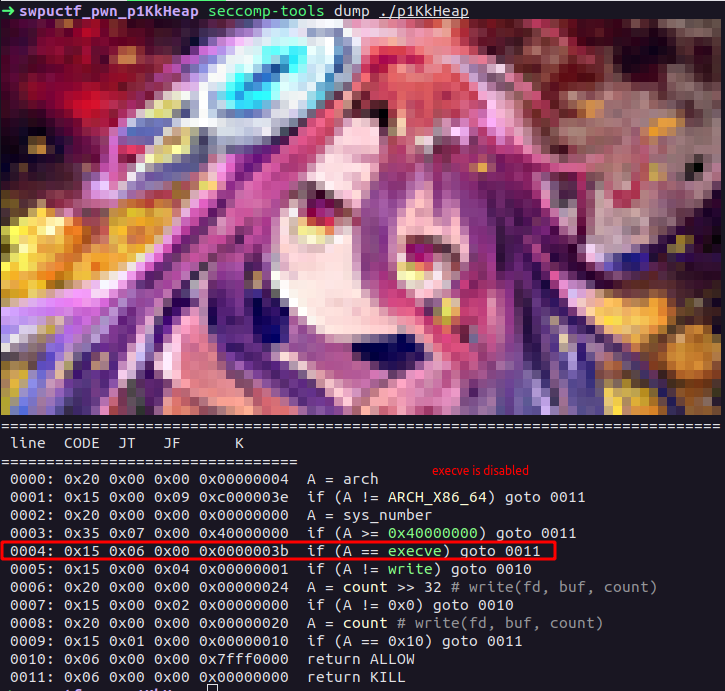 ➜ swpuctf_pwn_p1KkHeap seccomp-tools dump ./p1KkHeap
=================================================================================
line CODE JT JF K
=================================
execve is disabled
0000: 0x20 0x00 0x00 0x00000004 A = arch
0001: 0x15 0x00 0x09 0xc000003e if (A != ARCH_X86_64) goto 0011
0002: 0x20 0x00 0x00 0x00000000 A = sys_number
0003: 0x35 0x07 0x00 0x40000000 if (A >= 0x40000000) goto 0011
0004: 0x15 0x06 0x00 0x0000003b if (A == execve) goto 0011
0005: 0x15 0x00 0x04 0x00000001 if (A != write) goto 0010
0006: 0x20 0x00 0x00 0x00000024 A = count >> 32 # write(fd, buf, count)
0007: 0x15 0x00 0x02 0x00000000 if (A != 0x0) goto 0010
0008: 0x20 0x00 0x00 0x00000020 A = count # write(fd, buf, count)
0009: 0x15 0x01 0x00 0x00000010 if (A == 0x10) goto 0011
0010: 0x06 0x00 0x00 0x7fff0000 return ALLOW
0011: 0x06 0x00 0x00 0x00000000 return KILL